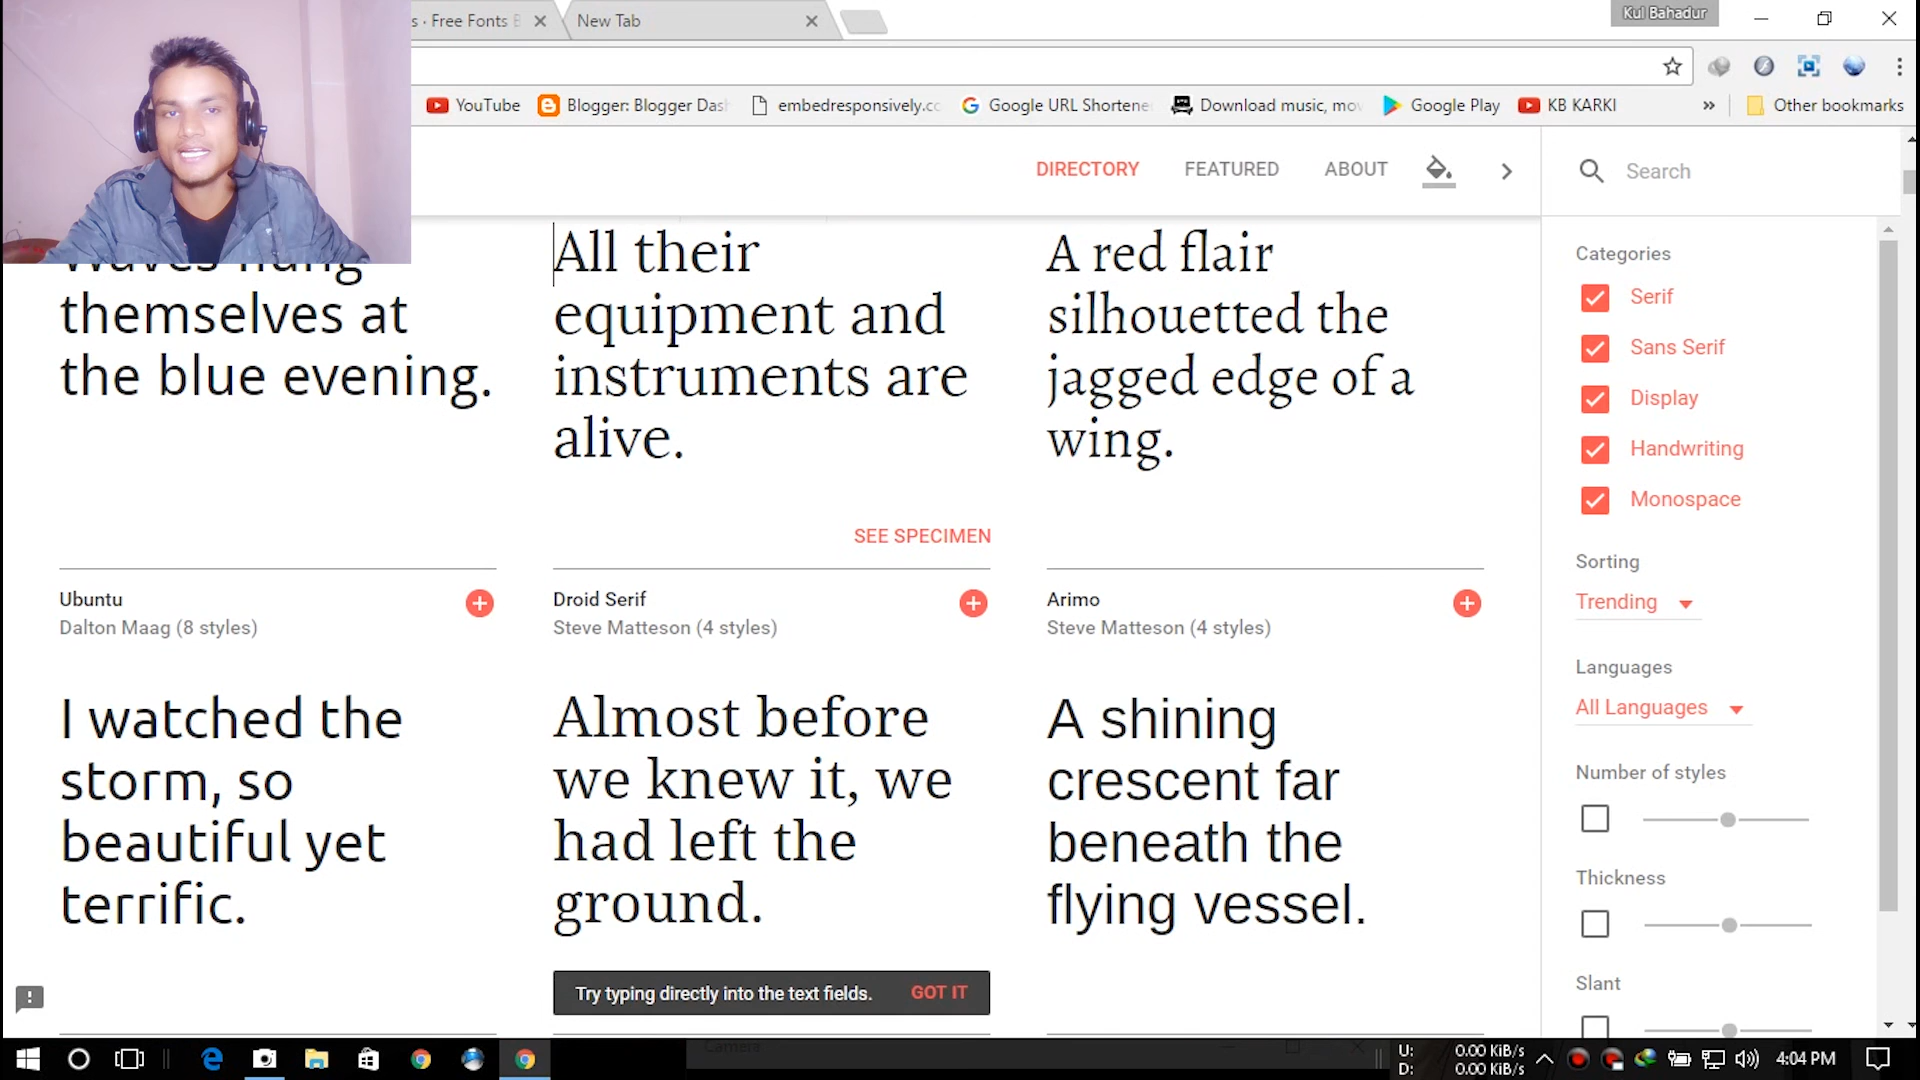 s · Free Fonts
New Tab
Kul Bahadur
YouTube
Blogger: Blogger Das
embedresponsively.c
Google URL Shortene
Download music, mov
Google Play
KB KARKI
»
Other bookmarks
DIRECTORY
FEATURED
ABOUT
Search
themselves at
the blue evening.
All their
equipment and
instruments are
alive.
SEE SPECIMEN
A red flair
silhouetted the
jagged edge of a
wing.
Ubuntu
Dalton Maag (8 styles)
Droid Serif
Steve Matteson (4 styles)
Arimo
Steve Matteson (4 styles)
I watched the
storm, so
beautiful yet
terrific.
Almost before
we knew it, we
had left the
ground.
A shining
crescent far
beneath the
flying vessel.
Try typing directly into the text fields.
GOT IT
Categories
Serif
Sans Serif
Display
Handwriting
Monospace
Sorting
Trending
Languages
All Languages
Number of styles
Thickness
Slant
Camera
U: 0.00 KiB/s
D: 0.00 KiB/s
4:04 PM